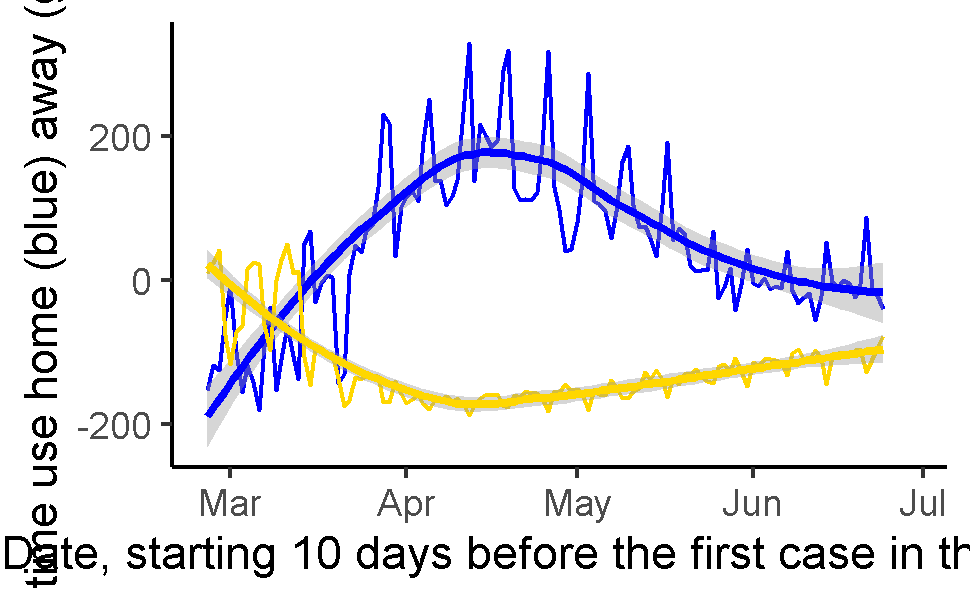 time use home (blue) away
200
0
-200
Mar Apr May Jun Jul
Date, starting 10 days before the first case in